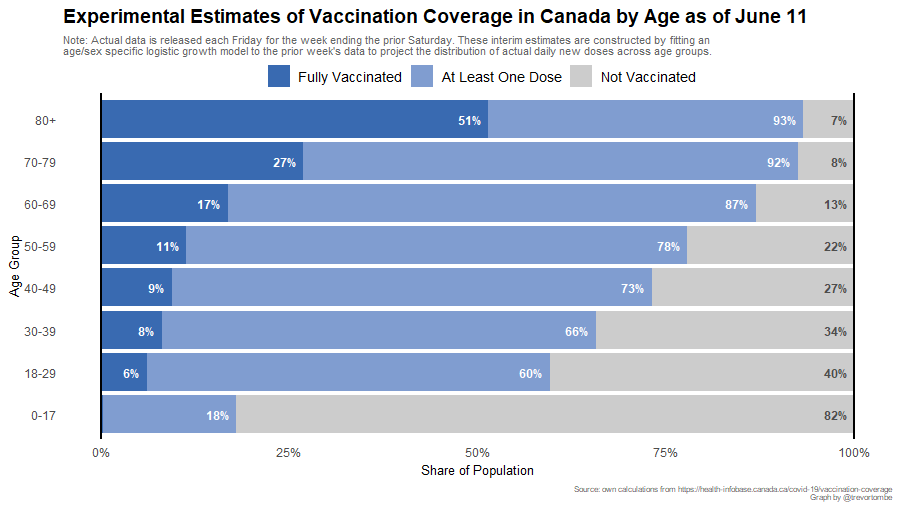 Experimental Estimates of Vaccination Coverage in Canada by Age as of June 11
Note: Actual data is released each Friday for the week ending the prior Saturday. These interim estimates are constructed by fitting an
age/sex specific logistic growth model to the prior week's data to project the distribution of actual daily new doses across age groups.
Fully Vaccinated At Least One Dose Not Vaccinated
80+ 51% 93% 7%
70-79 27% 92% 8%
60-69 17% 87% 13%
50-59 11% 78% 22%
40-49 9% 73% 27%
30-39 8% 66% 34%
18-29 6% 60% 40%
0-17 18% 82%
Age Group
0% 25% 50% 75% 100%
Share of Population
Source: own calculations from https://health-infobase.canada.ca/covid-19/vaccination-coverage
Graph by @trevortombe